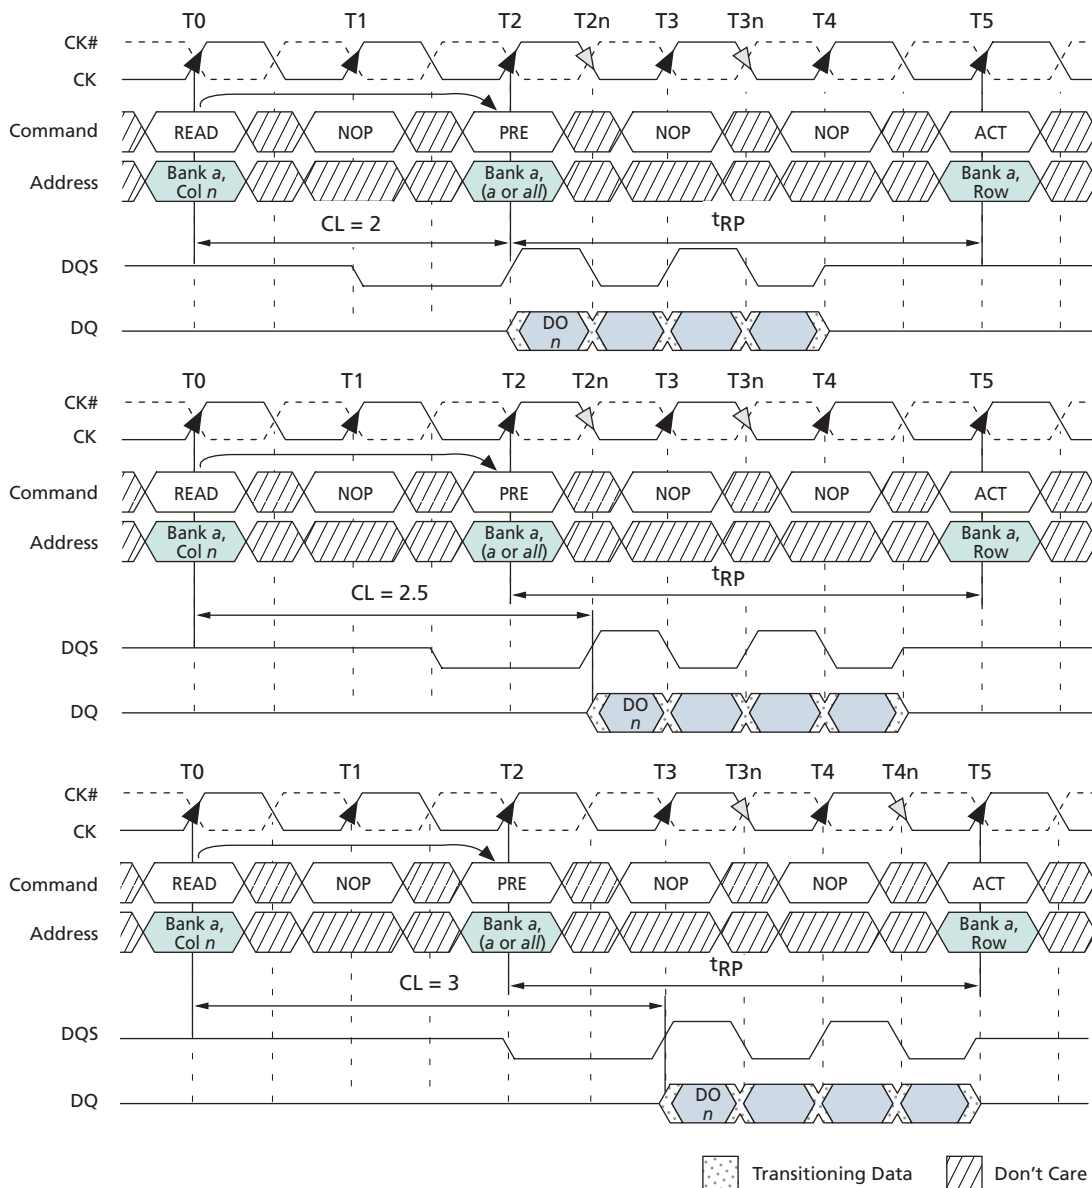 T0 T1 T2 T2n T3 T3n T4 T5
CK#
CK
Command READ NOP PRE NOP NOP ACT
Address Bank a, Col n Bank a, (a or all) Bank a, Row
CL = 2 tRP
DQS
DQ DO n
T0 T1 T2 T2n T3 T3n T4 T5
CK#
CK
Command READ NOP PRE NOP NOP ACT
Address Bank a, Col n Bank a, (a or all) Bank a, Row
tRP
CL = 2.5
DQS
DQ DO n
T0 T1 T2 T3 T3n T4 T4n T5
CK#
CK
Command READ NOP PRE NOP NOP ACT
Address Bank a, Col n Bank a, (a or all) Bank a, Row
tRP
CL = 3
DQS
DQ DO n
Transitioning Data Don't Care